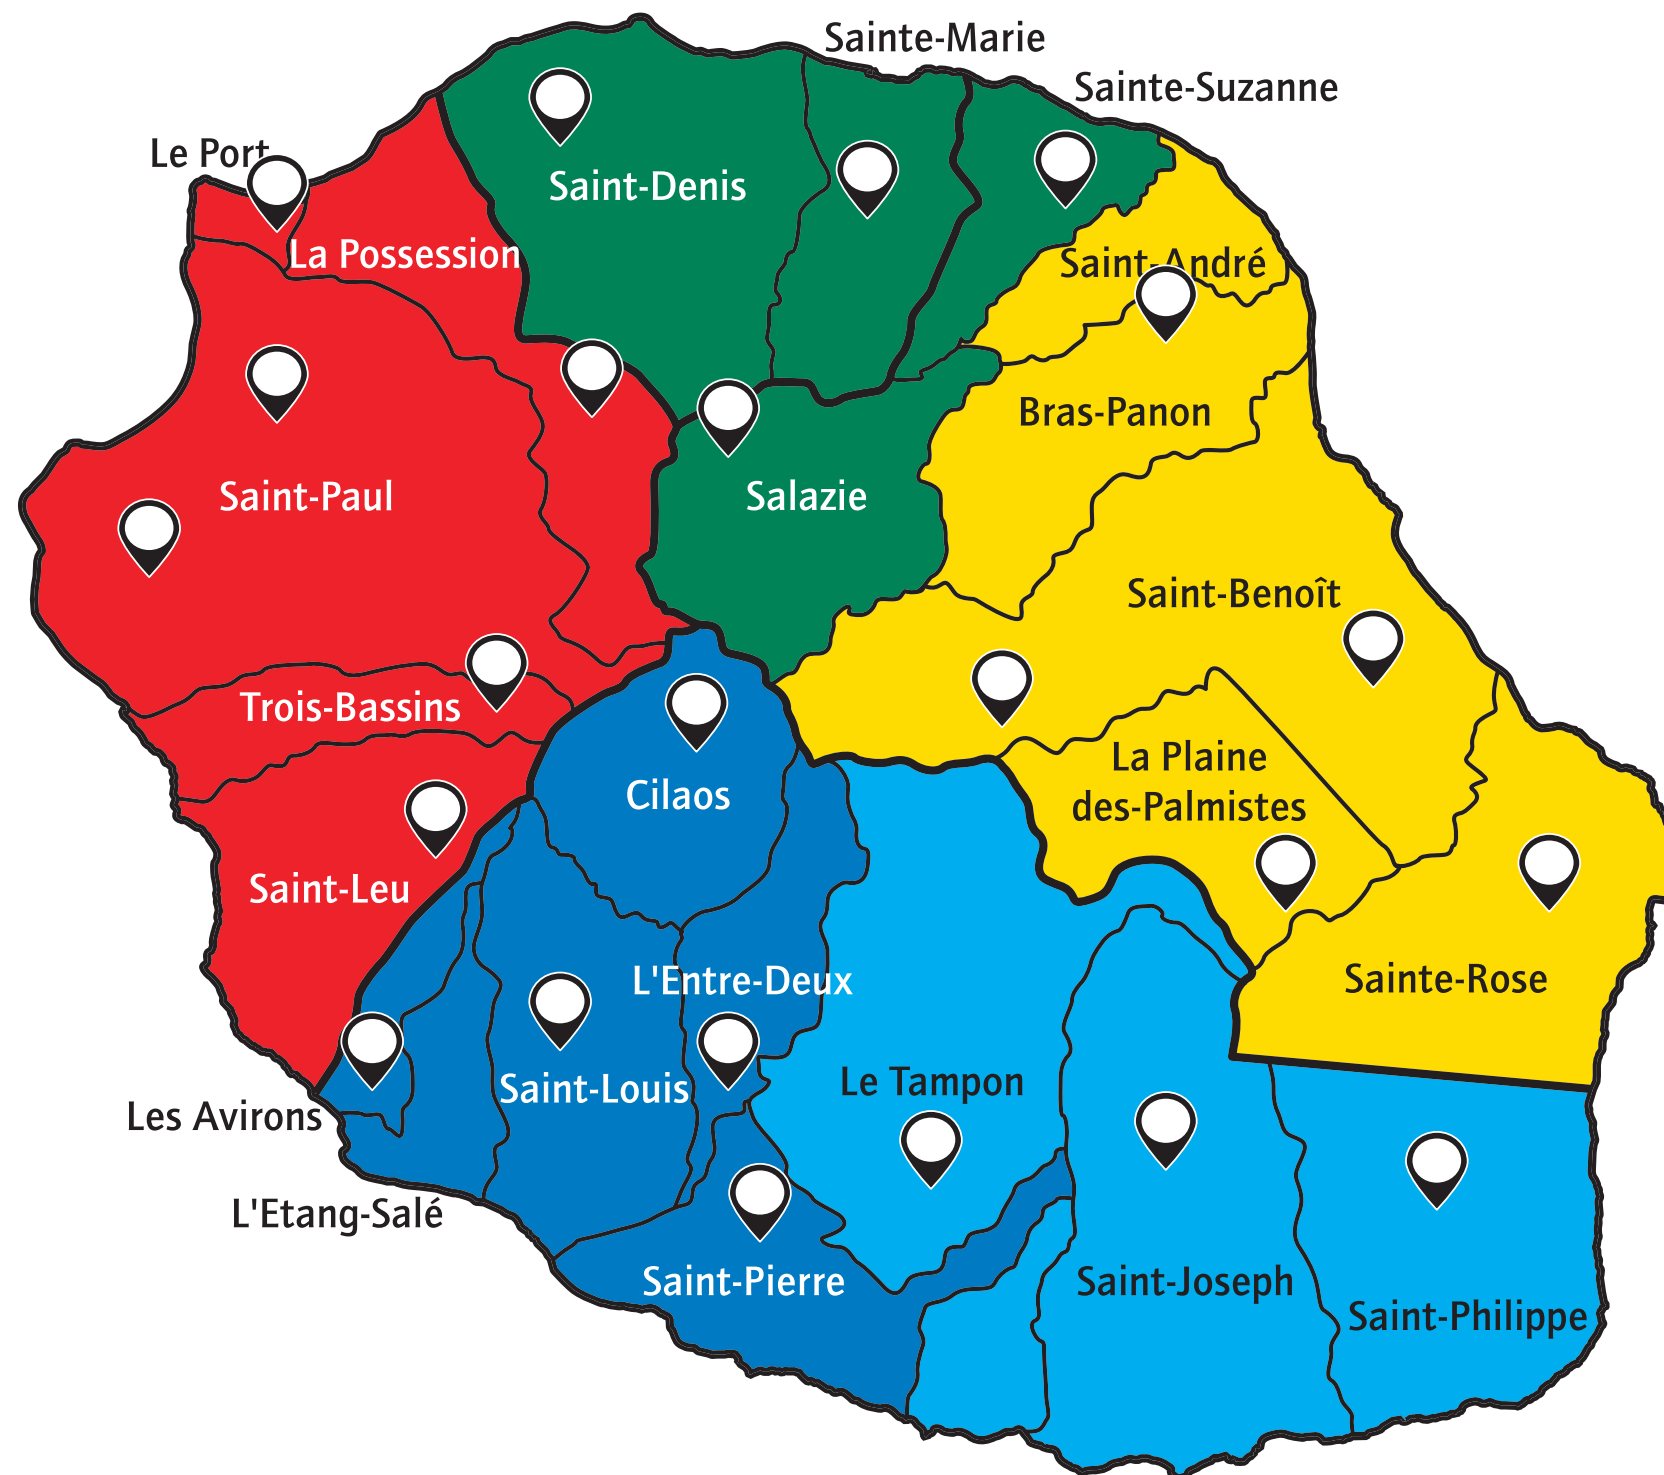 Sainte-Marie
Sainte-Suzanne
Le Port
Saint-Denis
La Possession
Saint-André
Bras-Panon
Saint-Paul
Salazie
Saint-Benoît
Trois-Bassins
La Plaine
des-Palmistes
Cilaos
Saint-Leu
L'Entre-Deux
Sainte-Rose
Le Tampon
Saint-Louis
Les Avirons
L'Etang-Salé
Saint-Pierre
Saint-Joseph
Saint-Philippe